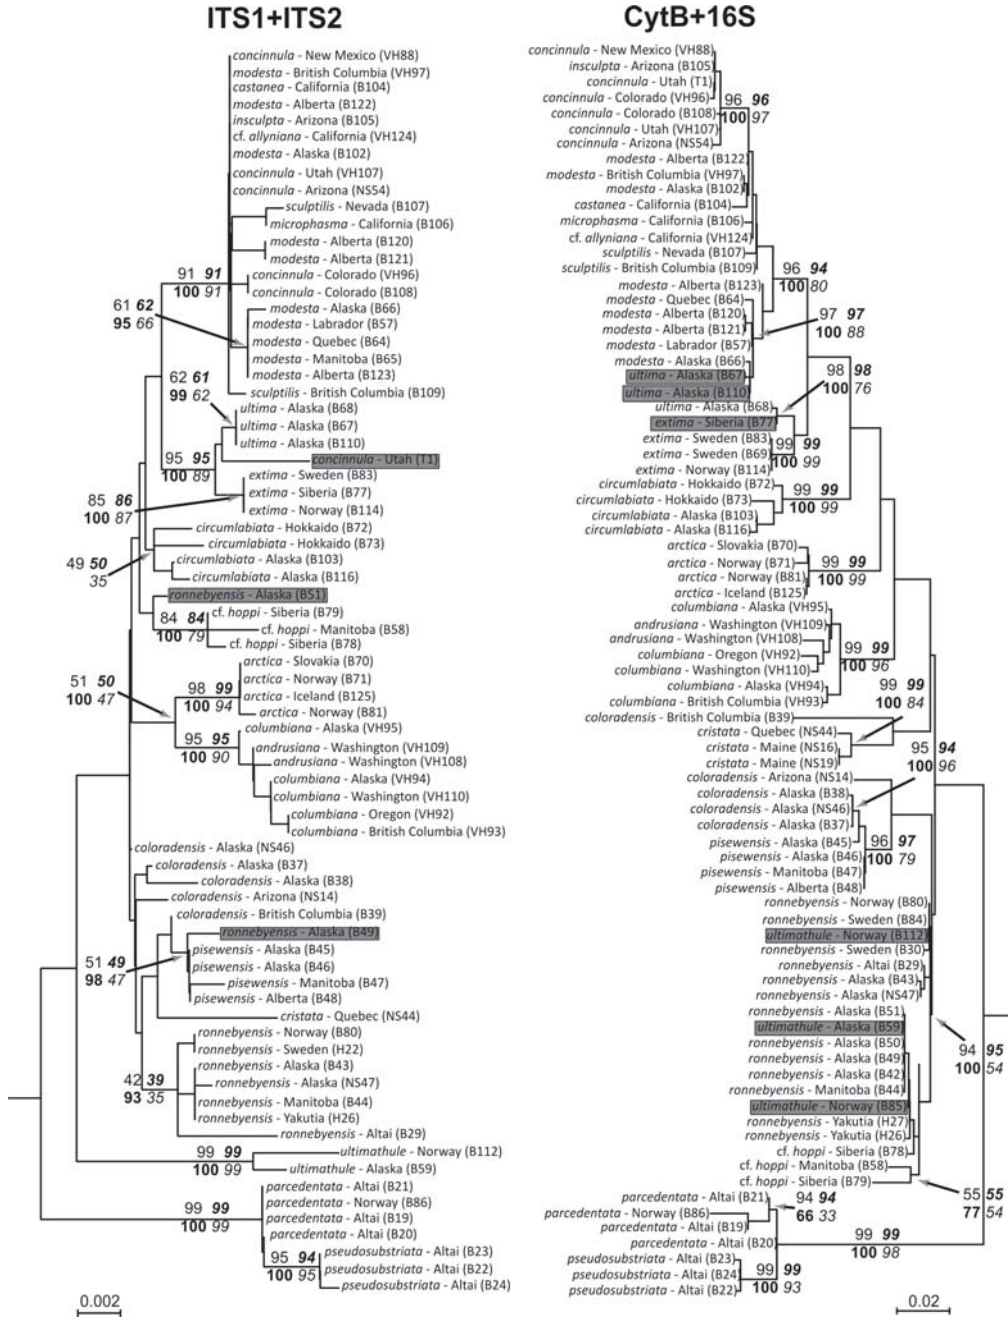 ITS1+ITS2
concinnula - New Mexico (VH88)
modesta - British Columbia (VH97)
castanea - California (B104)
modesta - Alberta (B122)
insculpta - Arizona (B105)
cf. allyniana - California (VH124)
modesta - Alaska (B102)
concinnula - Utah (VH107)
concinnula - Arizona (NS54)
sculptilis - Nevada (B107)
microphasma - California (B106)
modesta - Alberta (B120)
modesta - Alberta (B121)
91 91
100 91
concinnula - Colorado (VH96)
concinnula - Colorado (B108)
61 62
95 66
modesta - Alaska (B66)
modesta - Labrador (B57)
modesta - Quebec (B64)
modesta - Manitoba (B65)
modesta - Alberta (B123)
62 61
99 62
sculptilis - British Columbia (B109)
ultima - Alaska (B68)
ultima - Alaska (B67)
ultima - Alaska (B110)
95 95
100 89
concinnula - Utah (T1)
extima - Sweden (B83)
extima - Siberia (B77)
extima - Norway (B114)
85 86
100 87
circumlabiata - Hokkaido (B72)
circumlabiata - Hokkaido (B73)
circumlabiata - Alaska (B103)
circumlabiata - Alaska (B116)
49 50
35
ronnebyensis - Alaska (B51)
84 84
100 79
cf. hoppi - Siberia (B79)
cf. hoppi - Manitoba (B58)
cf. hoppi - Siberia (B78)
51 50
100 47
98 99
100 94
arctica - Slovakia (B70)
arctica - Norway (B71)
arctica - Iceland (B125)
arctica - Norway (B81)
95 95
100 90
columbiana - Alaska (VH95)
andrusiana - Washington (VH109)
andrusiana - Washington (VH108)
columbiana - Alaska (VH94)
columbiana - Washington (VH110)
columbiana - Oregon (VH92)
columbiana - British Columbia (VH93)
coloradensis - Alaska (NS46)
coloradensis - Alaska (B37)
coloradensis - Alaska (B38)
coloradensis - Arizona (NS14)
coloradensis - British Columbia (B39)
ronnebyensis - Alaska (B49)
51 49
98 47
pisewensis - Alaska (B45)
pisewensis - Alaska (B46)
pisewensis - Manitoba (B47)
pisewensis - Alberta (B48)
cristata - Quebec (NS44)
ronnebyensis - Norway (B80)
ronnebyensis - Sweden (H22)
ronnebyensis - Alaska (B43)
42 39
93 35
ronnebyensis - Alaska (NS47)
ronnebyensis - Manitoba (B44)
ronnebyensis - Yakutia (H26)
ronnebyensis - Altai (B29)
99 99
100 99
ultimathule - Norway (B112)
ultimathule - Alaska (B59)
99 99
100 99
parcedentata - Altai (B21)
parcedentata - Norway (B86)
parcedentata - Altai (B19)
parcedentata - Altai (B20)
95 94
100 95
pseudosubstriata - Altai (B23)
pseudosubstriata - Altai (B22)
pseudosubstriata - Altai (B24)
0.002
CytB+16S
concinnula - New Mexico (VH88)
insculpta - Arizona (B105)
concinnula - Utah (T1)
concinnula - Colorado (VH96)
concinnula - Colorado (B108)
concinnula - Utah (VH107)
concinnula - Arizona (NS54)
96 96
100 97
modesta - Alberta (B122)
modesta - British Columbia (VH97)
modesta - Alaska (B102)
castanea - California (B104)
microphasma - California (B106)
cf. allyniana - California (VH124)
sculptilis - Nevada (B107)
sculptilis - British Columbia (B109)
96 94
100 80
modesta - Alberta (B123)
modesta - Quebec (B64)
modesta - Alberta (B120)
modesta - Alberta (B121)
modesta - Labrador (B57)
modesta - Alaska (B66)
97 97
100 88
ultima - Alaska (B67)
ultima - Alaska (B110)
ultima - Alaska (B68)
extima - Siberia (B77)
98 98
100 76
extima - Sweden (B83)
extima - Sweden (B69)
extima - Norway (B114)
99 99
100 99
circumlabiata - Hokkaido (B72)
circumlabiata - Hokkaido (B73)
circumlabiata - Alaska (B103)
circumlabiata - Alaska (B116)
99 99
100 99
arctica - Slovakia (B70)
arctica - Norway (B71)
arctica - Norway (B81)
arctica - Iceland (B125)
99 99
100 99
columbiana - Alaska (VH95)
andrusiana - Washington (VH109)
andrusiana - Washington (VH108)
columbiana - Oregon (VH92)
columbiana - Washington (VH110)
columbiana - Alaska (VH94)
columbiana - British Columbia (VH93)
99 99
100 96
99 99
100 84
coloradensis - British Columbia (B39)
cristata - Quebec (NS44)
cristata - Maine (NS16)
cristata - Maine (NS19)
95 94
100 96
coloradensis - Arizona (NS14)
coloradensis - Alaska (B38)
coloradensis - Alaska (NS46)
coloradensis - Alaska (B37)
pisewensis - Alaska (B45)
pisewensis - Alaska (B46)
pisewensis - Manitoba (B47)
pisewensis - Alberta (B48)
96 97
100 79
ronnebyensis - Norway (B80)
ronnebyensis - Sweden (B84)
ultimathule - Norway (B112)
ronnebyensis - Sweden (B30)
ronnebyensis - Altai (B29)
ronnebyensis - Alaska (B43)
ronnebyensis - Alaska (NS47)
ronnebyensis - Alaska (B51)
ultimathule - Alaska (B59)
ronnebyensis - Alaska (B50)
ronnebyensis - Alaska (B49)
ronnebyensis - Alaska (B42)
ronnebyensis - Manitoba (B44)
ultimathule - Norway (B85)
ronnebyensis - Yakutia (H27)
ronnebyensis - Yakutia (H26)
94 95
100 54
cf. hoppi - Siberia (B78)
cf. hoppi - Manitoba (B58)
cf. hoppi - Siberia (B79)
55 55
77 54
parcedentata - Altai (B21)
parcedentata - Norway (B86)
parcedentata - Altai (B19)
parcedentata - Altai (B20)
94 94
66 33
99 99
100 98
pseudosubstriata - Altai (B23)
pseudosubstriata - Altai (B24)
pseudosubstriata - Altai (B22)
99 99
100 93
0.02